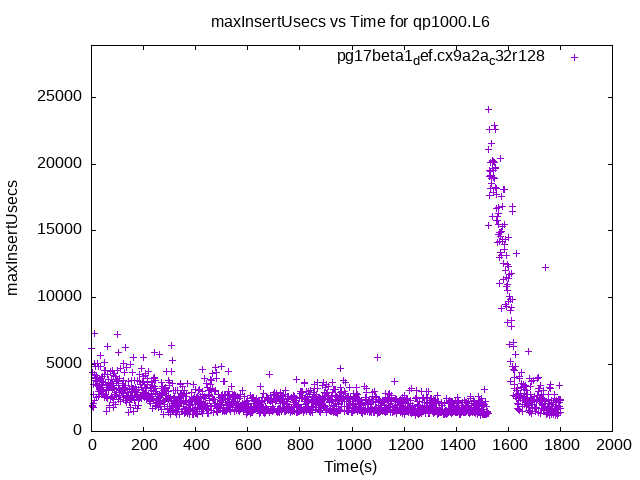 maxInsertUsecs vs Time for qp1000.L6
pg17beta1def.cx9a2ac32r128
25000
20000
15000
10000
5000
0
maxInsertUsecs
0 200 400 600 800 1000 1200 1400 1600 1800 2000
Time(s)